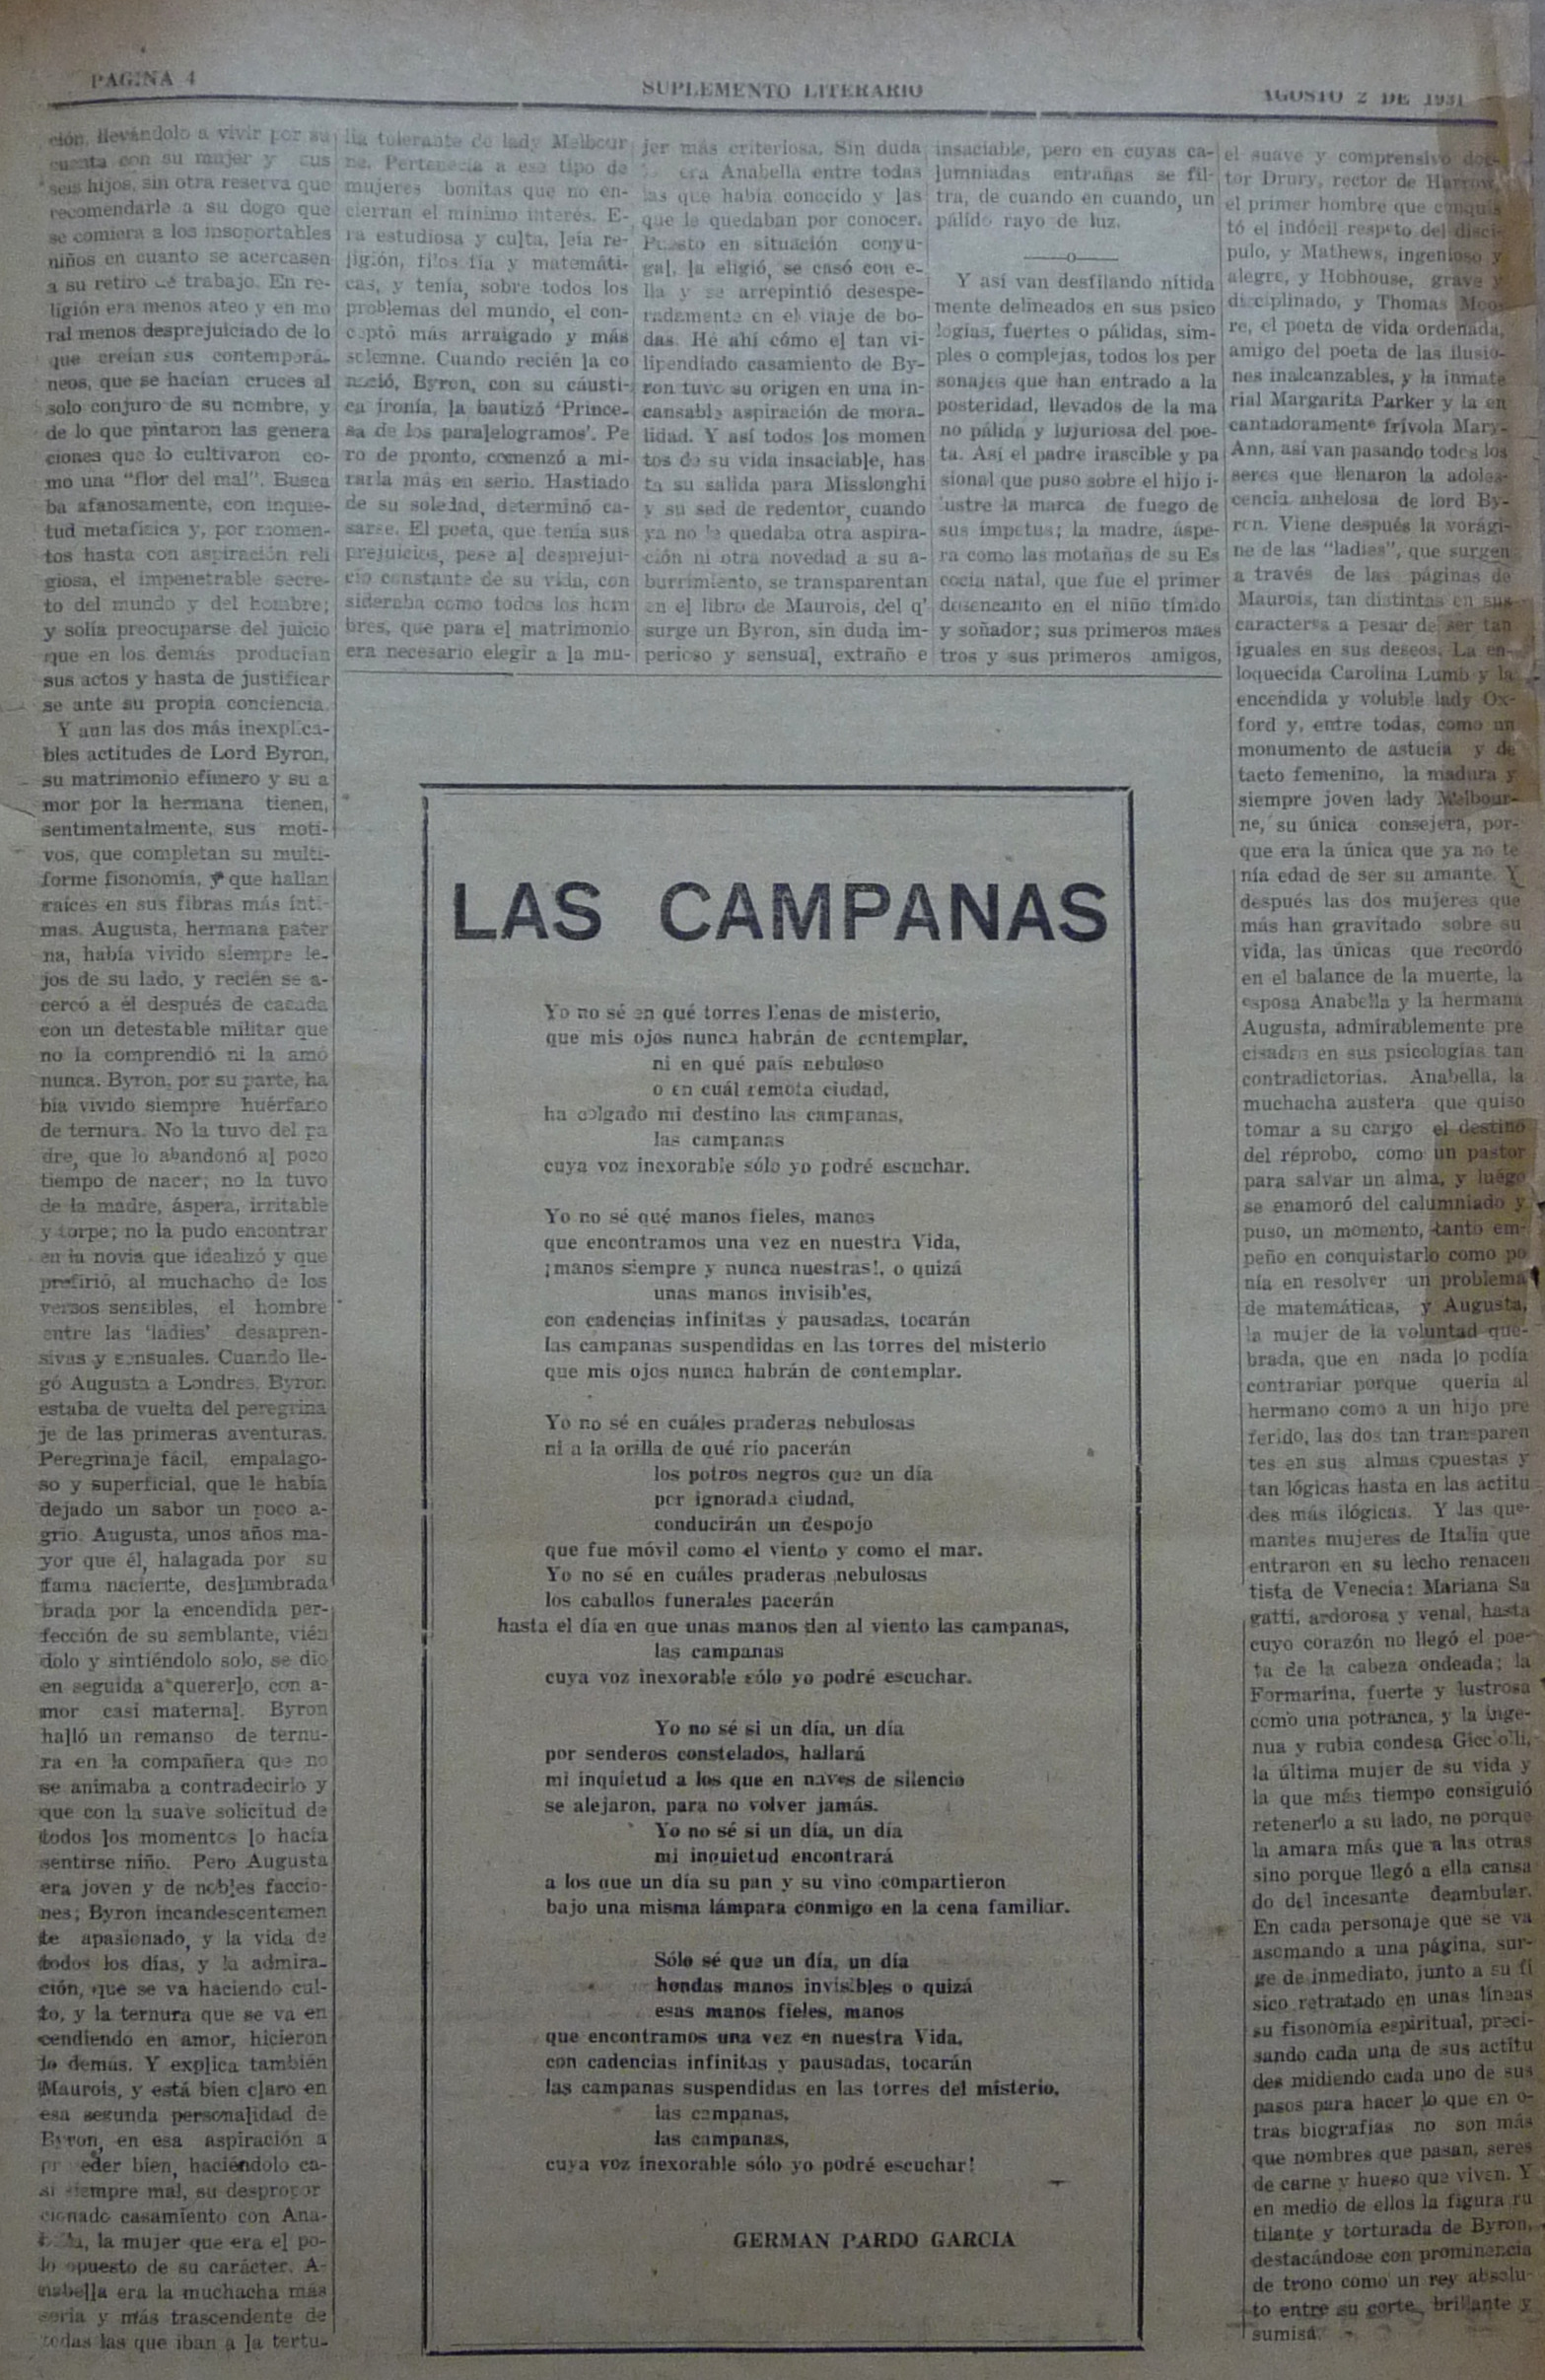 PAGINA 4
SUPLEMENTO LITERARIO
AGOSTO 2 DE 1931
ción, llevándolo a vivir por su
cuenta con su mujer y sus
seis hijos, sin otra reserva que
recomendarle a su dogo que
se comiera a los insoportables
niños en cuanto se acercasen
a su retiro de trabajo. En re-
ligión era menos ateo y en mo
ral menos desprejuiciado de lo
que creían sus contemporá-
neos, que se hacían cruces al
solo conjuro de su nombre, y
de lo que pintaron las genera
ciones que lo cultivaron co-
mo una "flor del mal". Busca
ba afanosamente, con inquie-
tud metafísica y, por momen-
tos hasta con aspiración reli
giosa, el impenetrable secre-
to del mundo y del hombre;
y solía preocuparse del juicio
que en los demás producían
sus actos y hasta de justificar
se ante su propia conciencia.
Y aun las dos más inexplica-
bles actitudes de Lord Byron,
su matrimonio efímero y su a
mor por la hermana tienen,
sentimentalmente, sus moti-
vos, que completan su multi-
forme fisonomía, y que hallan
raíces en sus fibras más ínti-
mas. Augusta, hermana pater
na, había vivido siempre le-
jos de su lado, y recién se a-
cercó a él después de casada
con un detestable militar que
no la comprendió ni la amó
nunca. Byron, por su parte, ha
bía vivido siempre huérfano
de ternura. No la tuvo del pa
dre, que lo abandonó al poco
tiempo de nacer; no la tuvo
de la madre, áspera, irritable
y torpe; no la pudo encontrar
en la novia que idealizó y que
prefirió, al muchacho de los
versos sensibles, el hombre
entre las 'ladies' desapren-
sivas y sensuales. Cuando lle-
gó Augusta a Londres, Byron
estaba de vuelta del peregrina
je de las primeras aventuras.
Peregrinaje fácil, empalago-
so y superficial, que le había
dejado un sabor un poco a-
grio. Augusta, unos años ma-
yor que él, halagada por su
fama naciente, deslumbrada
brada por la encendida per-
fección de su semblante, vién
dolo y sintiéndolo solo, se dio
en seguida a quererlo, con a-
mor casi maternal. Byron
halló un remanso de ternu-
ra en la compañera que no
se animaba a contradecirlo y
que con la suave solicitud de
todos los momentos lo hacía
sentirse niño. Pero Augusta
era joven y de nobles faccio-
nes; Byron incandescentemen
te apasionado, y la vida de
todos los días, y la admira-
ción, que se va haciendo cul-
to, y la ternura que se va en
cendiendo en amor, hicieron
lo demás. Y explica también
Maurois, y está bien claro en
esa segunda personalidad de
Byron, en esa aspiración a
pr eder bien, haciéndolo ca-
si siempre mal, su despropor
cionado casamiento con Ana-
bella, la mujer que era el po-
lo opuesto de su carácter. A-
nabella era la muchacha más
seria y más trascendente de
todas las que iban a la tertu-
lia tolerante de lady Melbour
ne. Pertenecía a ese tipo de
mujeres bonitas que no en-
cierran el mínimo interés. E-
ra estudiosa y culta, leía re-
ligión, filosofía y matemáti-
cas, y tenía, sobre todos los
problemas del mundo, el con-
cepto más arraigado y más
solemne. Cuando recién la co
noció, Byron, con su cáusti-
ca ironía, la bautizó 'Prince-
sa de los paralelogramos'. Pe
ro de pronto, comenzó a mi-
rarla más en serio. Hastiado
de su soledad, determinó ca-
sarse. El poeta, que tenía sus
prejuicios, pese al desprejui-
cio constante de su vida, con
sideraba como todos los hom
bres, que para el matrimonio
era necesario elegir a la mu-
jer más criteriosa. Sin duda
era Anabella entre todas
las que había conocido y las
que le quedaban por conocer.
Puesto en situación conyu-
gal, la eligió, se casó con e-
lla y se arrepintió desespe-
radamente en el viaje de bo-
das. Hé ahí cómo el tan vi-
lipendiado casamiento de By-
ron tuvo su origen en una in-
cansable aspiración de mora-
lidad. Y así todos los momen
tos de su vida insaciable, has
ta su salida para Misslonghi
y su sed de redentor, cuando
ya no le quedaba otra aspira-
ción ni otra novedad a su a-
burrimiento, se transparentan
en el libro de Maurois, del q'
surge un Byron, sin duda im-
perioso y sensual, extraño e
insaciable, pero en cuyas ca-
lumniadas entrañas se fil-
tra, de cuando en cuando, un
pálido rayo de luz.
—o—
Y así van desfilando nítida
mente delineados en sus psico
logías, fuertes o pálidas, sim-
ples o complejas, todos los per
sonajes que han entrado a la
posteridad, llevados de la ma
no pálida y lujuriosa del poe-
ta. Así el padre irascible y pa
sional que puso sobre el hijo i-
lustre la marca de fuego de
sus ímpetus; la madre, áspe-
ra como las motañas de su Es
cocia natal, que fue el primer
desencanto en el niño tímido
y soñador; sus primeros maes
tros y sus primeros amigos,
el suave y comprensivo doc-
tor Drury, rector de Harrow,
el primer hombre que conquis
tó el indócil respeto del discí-
pulo, y Mathews, ingenioso y
alegre, y Hobhouse, grave y
disciplinado, y Thomas Moo-
re, el poeta de vida ordenada,
amigo del poeta de las ilusio-
nes inalcanzables, y la inmate
rial Margarita Parker y la en
cantadoramente frívola Mary-
Ann, así van pasando todos los
seres que llenaron la adoles-
cencia anhelosa de lord By-
ron. Viene después la vorági-
ne de las "ladies", que surgen
a través de las páginas de
Maurois, tan distintas en sus
caracteres a pesar de ser tan
iguales en sus deseos. La en-
loquecida Carolina Lumb y la
encendida y voluble lady Ox-
ford y, entre todas, como un
monumento de astucia y de
tacto femenino, la madura y
siempre joven lady Melbour-
ne, su única consejera, por-
que era la única que ya no te
nía edad de ser su amante. Y
después las dos mujeres que
más han gravitado sobre su
vida, las únicas que recordó
en el balance de la muerte, la
esposa Anabella y la hermana
Augusta, admirablemente pre
cisadas en sus psicologías tan
contradictorias. Anabella, la
muchacha austera que quiso
tomar a su cargo el destino
del réprobo, como un pastor
para salvar un alma, y luégo
se enamoró del calumniado y
puso, un momento, tanto em-
peño en conquistarlo como po
nía en resolver un problema
de matemáticas, y Augusta,
la mujer de la voluntad que-
brada, que en nada lo podía
contrariar porque quería al
hermano como a un hijo pre
ferido, las dos tan transparen
tes en sus almas opuestas y
tan lógicas hasta en las actitu
des más ilógicas. Y las que-
mantes mujeres de Italia que
entraron en su lecho renacen
tista de Venecia: Mariana Sa
gatti, ardorosa y venal, hasta
cuyo corazón no llegó el poe-
ta de la cabeza ondeada; la
Formarina, fuerte y lustrosa
como una potranca, y la inge-
nua y rubia condesa Giccolli,
la última mujer de su vida y
la que más tiempo consiguió
retenerlo a su lado, no porque
la amara más que a las otras
sino porque llegó a ella cansa
do del incesante deambular.
En cada personaje que se va
asomando a una página, sur-
ge de inmediato, junto a su fí
sico retratado en unas líneas
su fisonomía espiritual, preci-
sando cada una de sus actitu
des midiendo cada uno de sus
pasos para hacer lo que en o-
tras biografías no son más
que nombres que pasan, seres
de carne y hueso que viven. Y
en medio de ellos la figura ru
tilante y torturada de Byron,
destacándose con prominencia
de trono como un rey absolu-
to entre su corte, brillante y
sumisa.
LAS CAMPANAS
Yo no sé en qué torres llenas de misterio,
que mis ojos nunca habrán de contemplar,
ni en qué país nebuloso
o en cuál remota ciudad,
ha colgado mi destino las campanas,
las campanas
cuya voz inexorable sólo yo podré escuchar.
Yo no sé qué manos fieles, manos
que encontramos una vez en nuestra Vida,
¡manos siempre y nunca nuestras!, o quizá
unas manos invisibles,
con cadencias infinitas y pausadas, tocarán
las campanas suspendidas en las torres del misterio
que mis ojos nunca habrán de contemplar.
Yo no sé en cuáles praderas nebulosas
ni a la orilla de qué río pacerán
los potros negros que un día
por ignorada ciudad,
conducirán un despojo
que fue móvil como el viento y como el mar.
Yo no sé en cuáles praderas nebulosas
los caballos funerales pacerán
hasta el día en que unas manos den al viento las campanas,
las campanas
cuya voz inexorable sólo yo podré escuchar.
Yo no sé si un día, un día
por senderos constelados, hallará
mi inquietud a los que en naves de silencio
se alejaron, para no volver jamás.
Yo no sé si un día, un día
mi inquietud encontrará
a los que un día su pan y su vino compartieron
bajo una misma lámpara conmigo en la cena familiar.
Sólo sé que un día, un día
hondas manos invisibles o quizá
esas manos fieles, manos
que encontramos una vez en nuestra Vida,
con cadencias infinitas y pausadas, tocarán
las campanas suspendidas en las torres del misterio,
las campanas,
las campanas,
cuya voz inexorable sólo yo podré escuchar!
GERMAN PARDO GARCIA